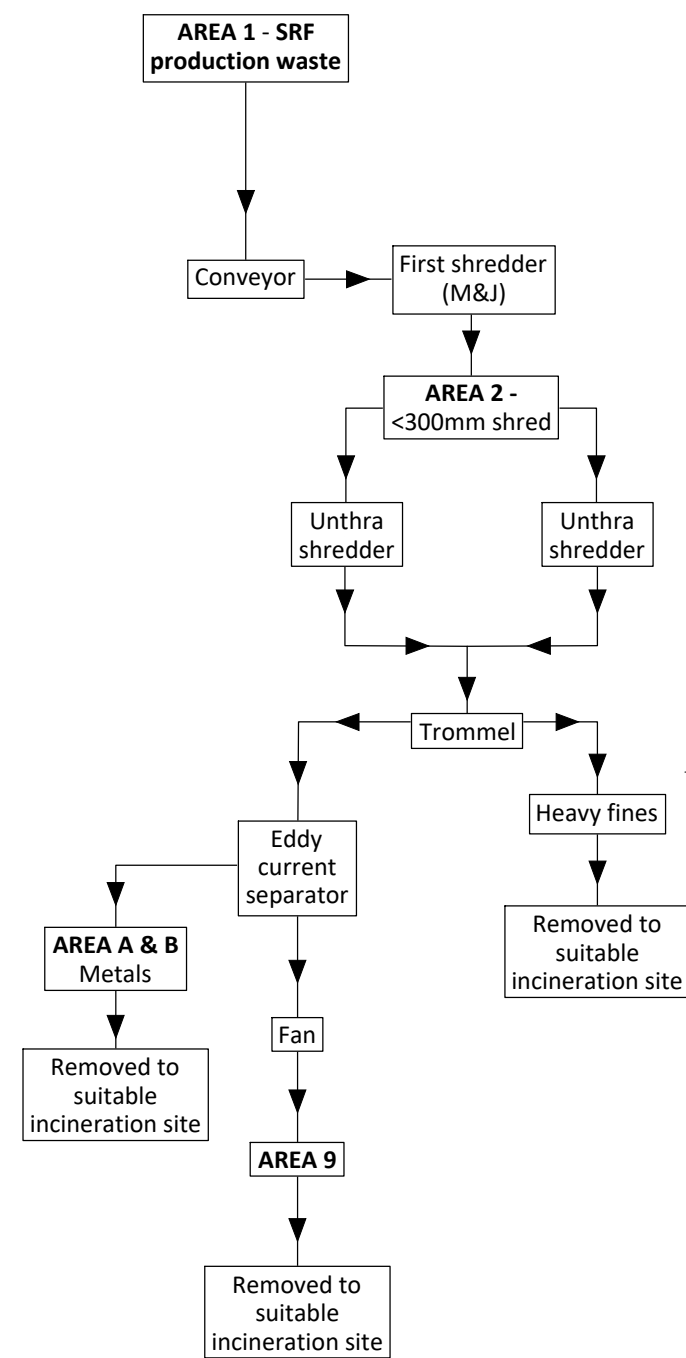 AREA 1 - SRF
production waste
Conveyor
First shredder
(M&J)
AREA 2 -
<300mm shred
Unthra
shredder
Unthra
shredder
Trommel
Eddy
current
separator
Heavy fines
AREA A & B
Metals
Removed to
suitable
incineration site
Fan
Removed to
suitable
incineration site
AREA 9
Removed to
suitable
incineration site